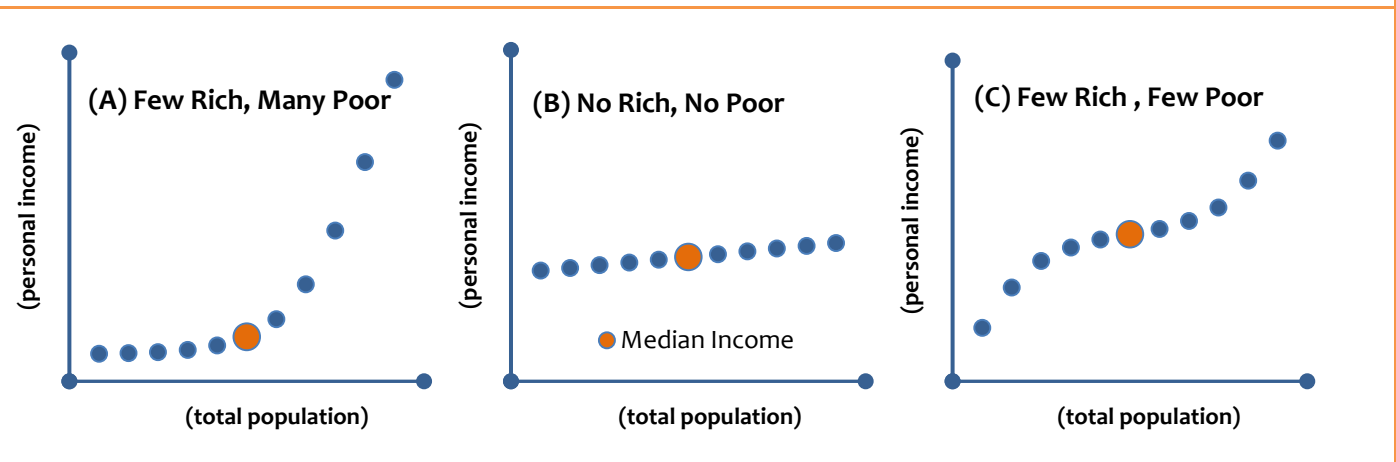 (A) Few Rich, Many Poor
(personal income)
(total population)
(B) No Rich, No Poor
(personal income)
Median Income
(total population)
(C) Few Rich , Few Poor
(personal income)
(total population)